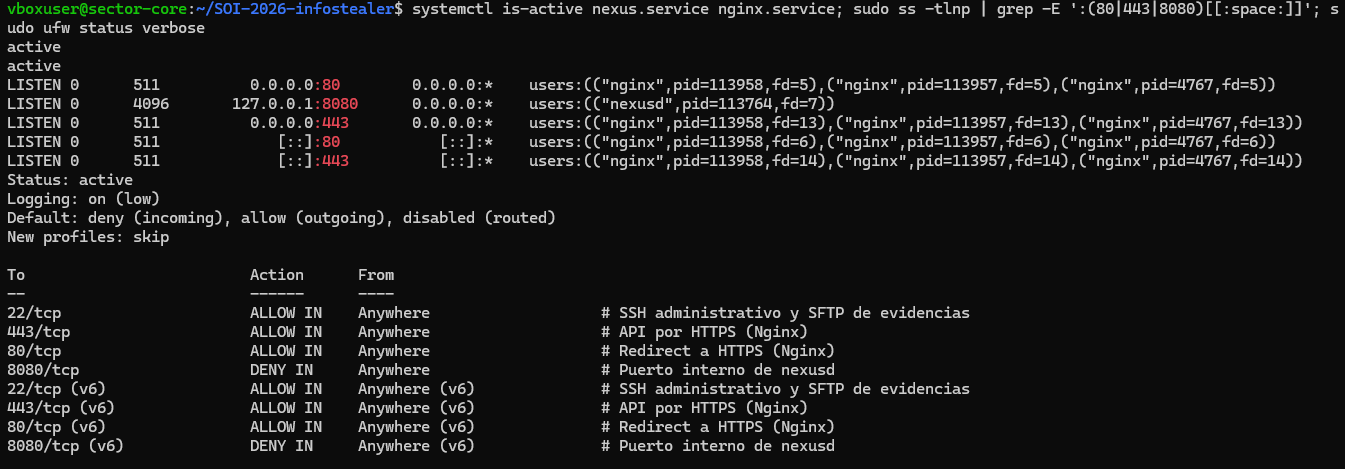 vboxuser@sector-core:~/SOI-2026-infostealer$ systemctl is-active nexus.service nginx.service; sudo ss -tlnp | grep -E ':(80|443|8080)[[:space:]]'; s
udo ufw status verbose
active
active
LISTEN 0      511          0.0.0.0:80        0.0.0.0:*    users:(("nginx",pid=113958,fd=5),("nginx",pid=113957,fd=5),("nginx",pid=4767,fd=5))
LISTEN 0      4096       127.0.0.1:8080      0.0.0.0:*    users:(("nexusd",pid=113764,fd=7))
LISTEN 0      511          0.0.0.0:443       0.0.0.0:*    users:(("nginx",pid=113958,fd=13),("nginx",pid=113957,fd=13),("nginx",pid=4767,fd=13))
LISTEN 0      511             [::]:80           [::]:*    users:(("nginx",pid=113958,fd=6),("nginx",pid=113957,fd=6),("nginx",pid=4767,fd=6))
LISTEN 0      511             [::]:443          [::]:*    users:(("nginx",pid=113958,fd=14),("nginx",pid=113957,fd=14),("nginx",pid=4767,fd=14))
Status: active
Logging: on (low)
Default: deny (incoming), allow (outgoing), disabled (routed)
New profiles: skip

To                         Action      From
--                         ------      ----
22/tcp                     ALLOW IN    Anywhere                   # SSH administrativo y SFTP de evidencias
443/tcp                    ALLOW IN    Anywhere                   # API por HTTPS (Nginx)
80/tcp                     ALLOW IN    Anywhere                   # Redirect a HTTPS (Nginx)
8080/tcp                   DENY IN     Anywhere                   # Puerto interno de nexusd
22/tcp (v6)                ALLOW IN    Anywhere (v6)              # SSH administrativo y SFTP de evidencias
443/tcp (v6)               ALLOW IN    Anywhere (v6)              # API por HTTPS (Nginx)
80/tcp (v6)                ALLOW IN    Anywhere (v6)              # Redirect a HTTPS (Nginx)
8080/tcp (v6)              DENY IN     Anywhere (v6)              # Puerto interno de nexusd